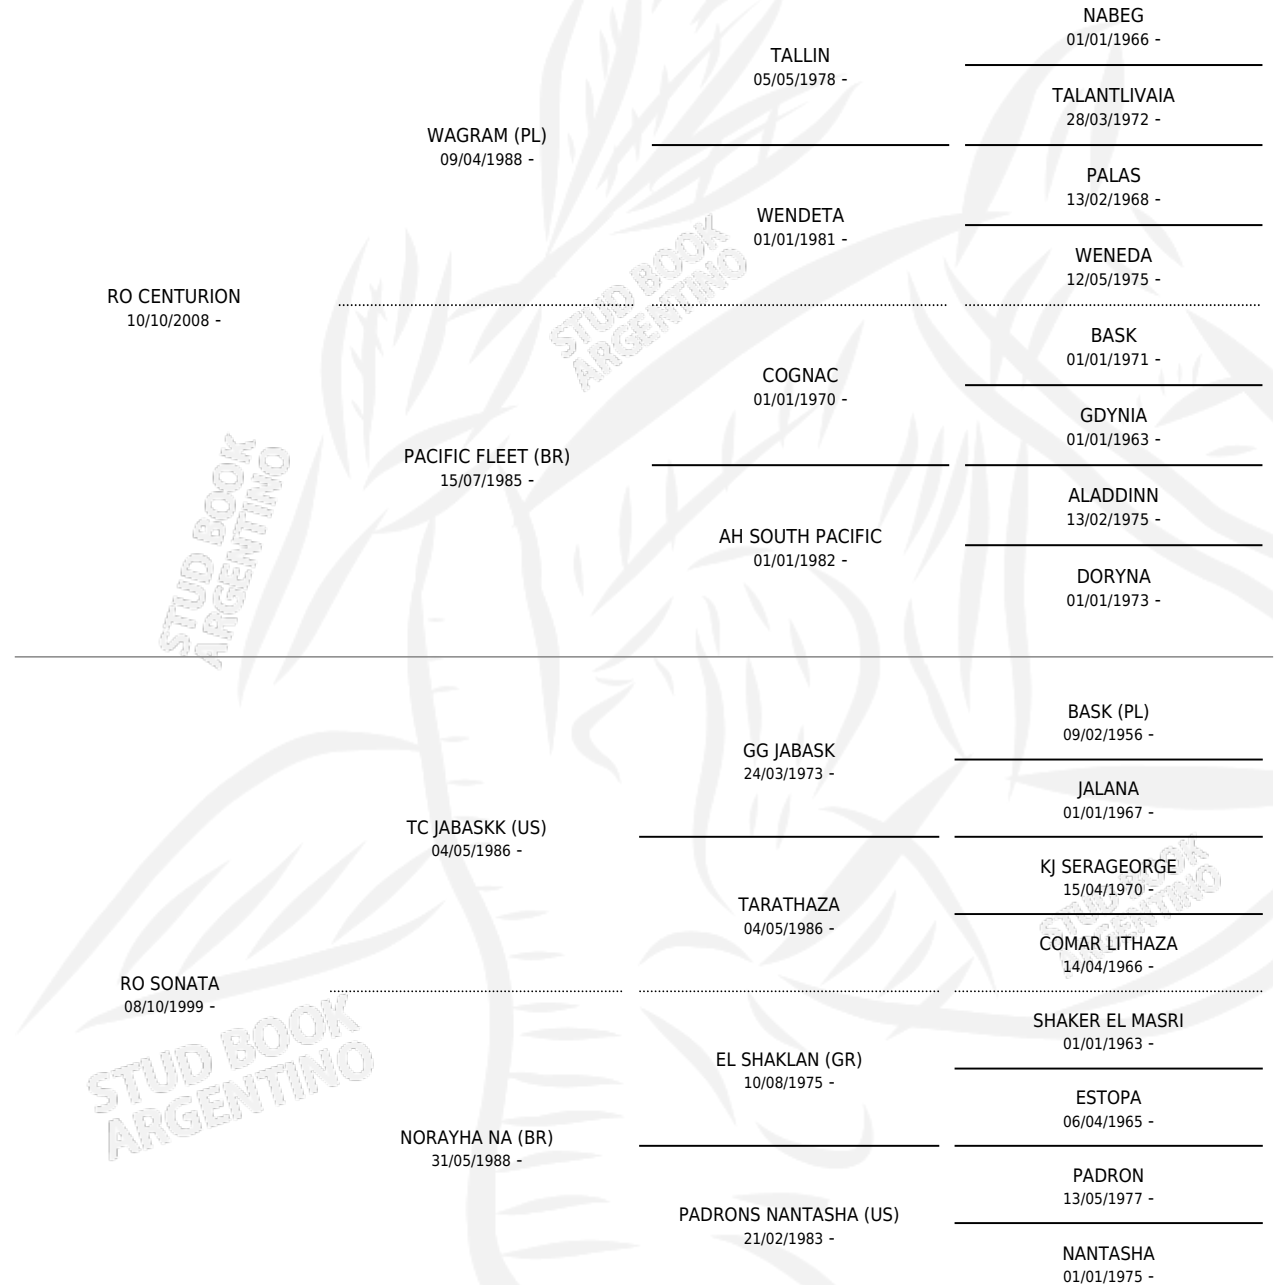 NABEG
01/01/1966 -
TALLIN
05/05/1978 -
TALANTLIVAIA
28/03/1972 -
WAGRAM (PL)
09/04/1988 -
PALAS
13/02/1968 -
WENDETA
01/01/1981 -
WENEDA
12/05/1975 -
RO CENTURION
10/10/2008 -
BASK
01/01/1971 -
COGNAC
01/01/1970 -
GDYNIA
01/01/1963 -
PACIFIC FLEET (BR)
15/07/1985 -
ALADDINN
13/02/1975 -
AH SOUTH PACIFIC
01/01/1982 -
DORYNA
01/01/1973 -
STUD BOOK
ARGENTINO
STUD BOOK
ARGENTINO
BASK (PL)
09/02/1956 -
GG JABASK
24/03/1973 -
JALANA
01/01/1967 -
TC JABASKK (US)
04/05/1986 -
KJ SERAGEORGE
15/04/1970 -
TARATHAZA
04/05/1986 -
COMAR LITHAZA
14/04/1966 -
RO SONATA
08/10/1999 -
SHAKER EL MASRI
01/01/1963 -
EL SHAKLAN (GR)
10/08/1975 -
ESTOPA
06/04/1965 -
NORAYHA NA (BR)
31/05/1988 -
PADRON
13/05/1977 -
PADRONS NANTASHA (US)
21/02/1983 -
NANTASHA
01/01/1975 -
STUD BOOK
ARGENTINO
STUD BOOK
ARGENTINO